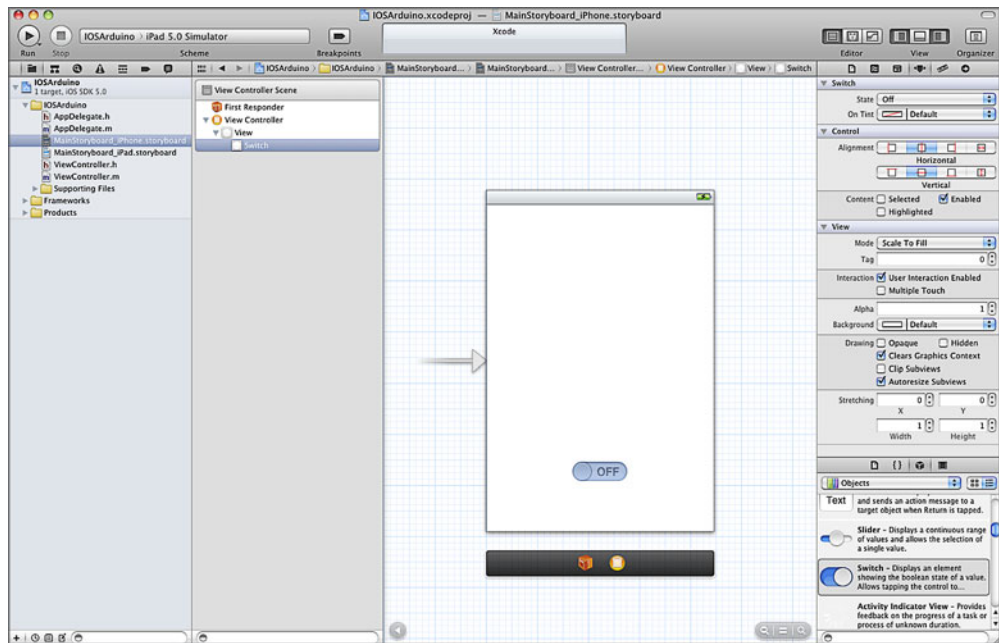 IOSArduino.xcodeproj — MainStoryboard_iPhone.storyboard
IOSArduino iPad 5.0 Simulator
Xcode
Run Stop Scheme Breakpoints Editor View Organizer
IOSArduino IOSArduino MainStoryboard... MainStoryboard... View Controller... View Controller View Switch
1 target, iOS SDK 5.0
IOSArduino
AppDelegate.h
AppDelegate.m
MainStoryboard_iPhone.storyboard
MainStoryboard_iPad.storyboard
ViewController.h
ViewController.m
Supporting Files
Frameworks
Products
View Controller Scene
First Responder
View Controller
View
Switch
OFF
Switch
State Off
On Tint Default
Control
Alignment
Horizontal
Vertical
Content Selected Enabled
Highlighted
View
Mode Scale To Fill
Tag 0
Interaction User Interaction Enabled
Multiple Touch
Alpha 1
Background Default
Drawing Opaque Hidden
Clears Graphics Context
Clip Subviews
Autoresize Subviews
Stretching 0 0
X Y
1 1
Width Height
Objects
Text
and sends an action message to a
target object when Return is tapped.
Slider – Displays a continuous range
of values and allows the selection of
a single value.
Switch – Displays an element
showing the boolean state of a value.
Allows tapping the control to...
Activity Indicator View – Provides
feedback on the progress of a task or
process of unknown duration.